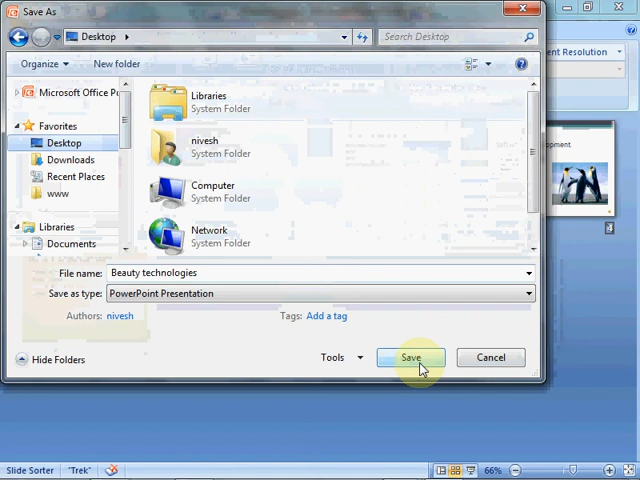 Save As
Desktop
Search Desktop
Organize
New folder
ent Resolution
Microsoft Office Po
Favorites
Desktop
Downloads
Recent Places
www
Libraries
Documents
Libraries
System Folder
nivesh
System Folder
Computer
System Folder
Network
System Folder
opment
4
File name: Beauty technologies
Save as type: PowerPoint Presentation
Authors: nivesh
Tags: Add a tag
Hide Folders
Tools
Save
Cancel
Slide Sorter
"Trek"
66%